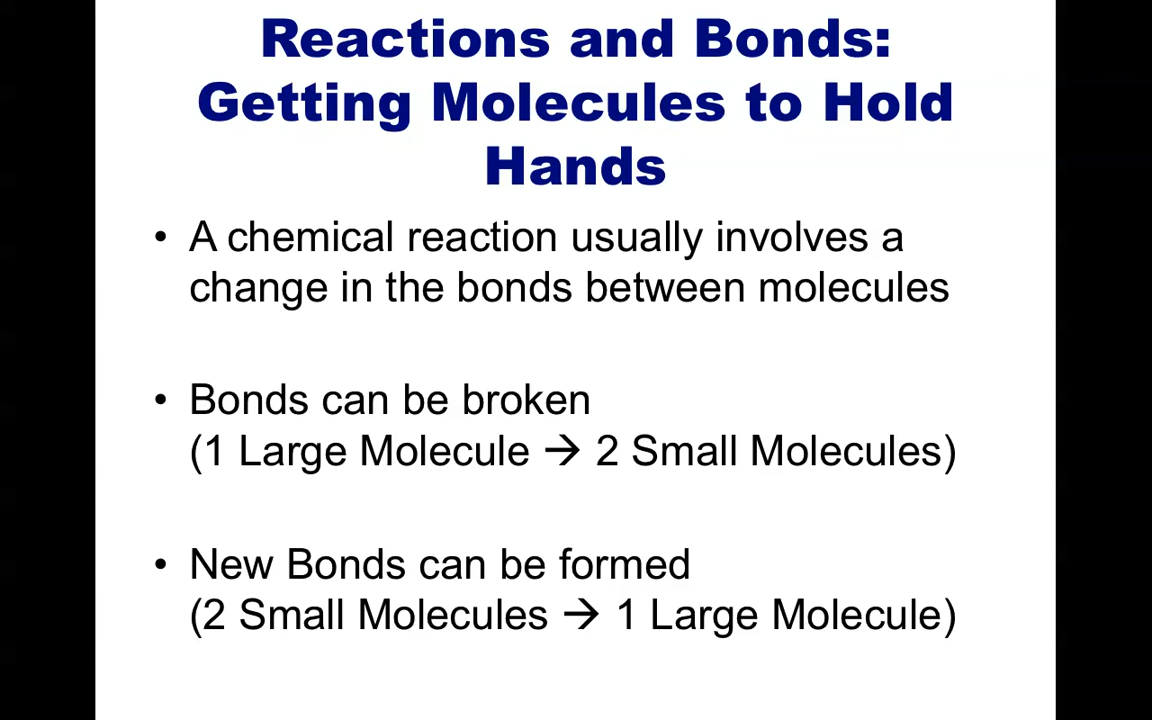 Reactions and Bonds:
Getting Molecules to Hold
Hands
• A chemical reaction usually involves a
change in the bonds between molecules
• Bonds can be broken
(1 Large Molecule → 2 Small Molecules)
• New Bonds can be formed
(2 Small Molecules → 1 Large Molecule)